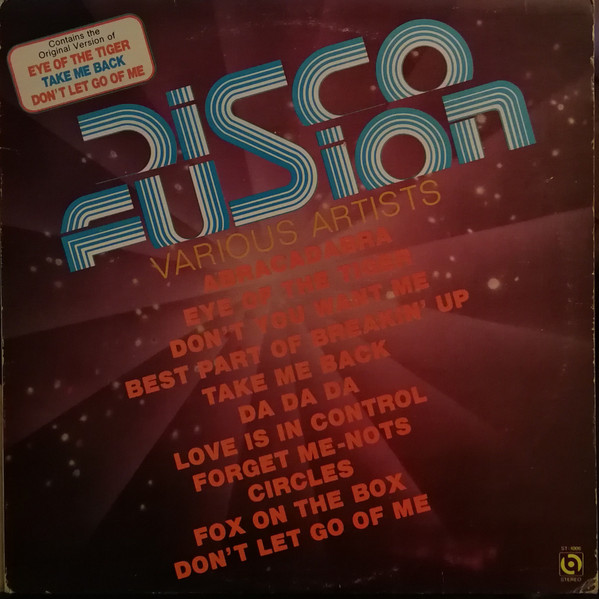 Contains the
Original Version of
EYE OF THE TIGER
TAKE ME BACK
DON'T LET GO OF ME
DISCO
FUSION
VARIOUS ARTISTS
ABRACADABRA
EYE OF THE TIGER
DON'T YOU WANT ME
BEST PART OF BREAKIN' UP
TAKE ME BACK
DA DA DA
LOVE IS IN CONTROL
FORGET ME-NOTS
CIRCLES
FOX ON THE BOX
DON'T LET GO OF ME
STEREO